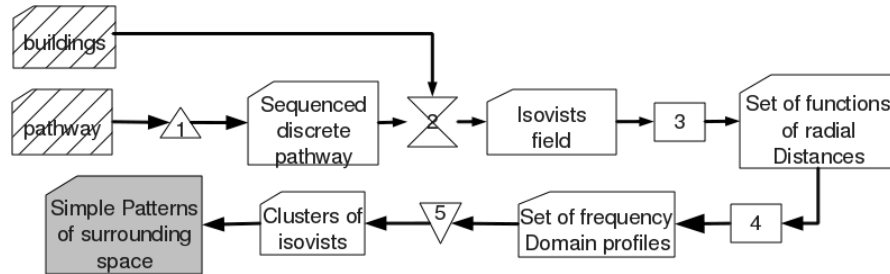 buildings
pathway
1
Sequenced
discrete
pathway
2
Isovists
field
3
Set of functions
of radial
Distances
4
Set of frequency
Domain profiles
5
Clusters of
isovists
Simple Patterns
of surrounding
space